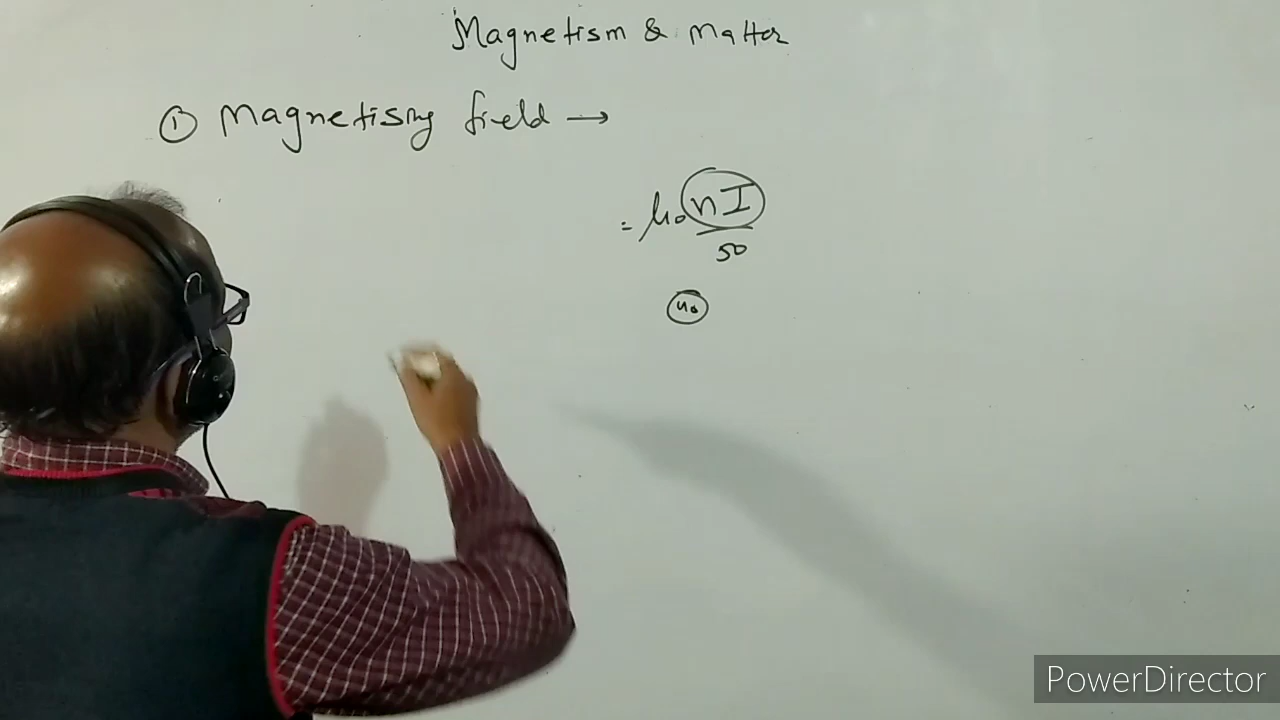 Magnetism & Matter
① Magnetising field →
= μ₀ nI
50
μ₀
PowerDirector